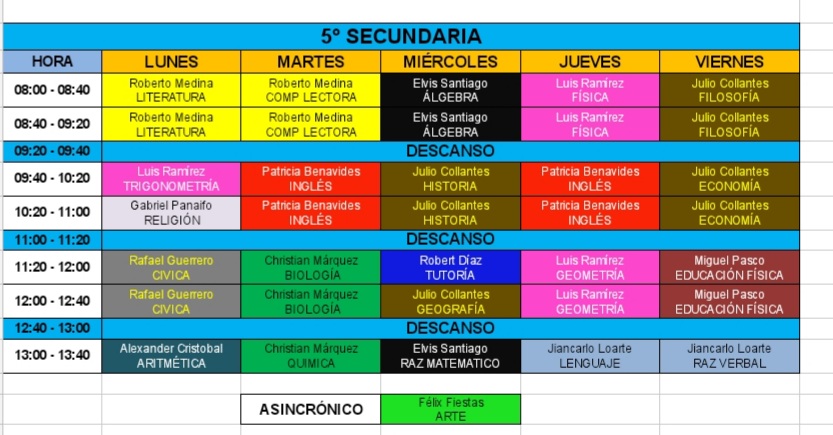 5° SECUNDARIA
HORA LUNES MARTES MIÉRCOLES JUEVES VIERNES
08:00 - 08:40 Roberto Medina Roberto Medina Elvis Santiago Luis Ramírez Julio Collantes
LITERATURA COMP LECTORA ÁLGEBRA FÍSICA FILOSOFÍA
08:40 - 09:20 Roberto Medina Roberto Medina Elvis Santiago Luis Ramírez Julio Collantes
LITERATURA COMP LECTORA ÁLGEBRA FÍSICA FILOSOFÍA
09:20 - 09:40 DESCANSO
09:40 - 10:20 Luis Ramírez Patricia Benavides Julio Collantes Patricia Benavides Julio Collantes
TRIGONOMETRÍA INGLÉS HISTORIA INGLÉS ECONOMÍA
10:20 - 11:00 Gabriel Panaifo Patricia Benavides Julio Collantes Patricia Benavides Julio Collantes
RELIGIÓN INGLÉS HISTORIA INGLÉS ECONOMÍA
11:00 - 11:20 DESCANSO
11:20 - 12:00 Rafael Guerrero Christian Márquez Robert Díaz Luis Ramírez Miguel Pasco
CIVICA BIOLOGÍA TUTORÍA GEOMETRÍA EDUCACIÓN FÍSICA
12:00 - 12:40 Rafael Guerrero Christian Márquez Julio Collantes Luis Ramírez Miguel Pasco
CIVICA BIOLOGÍA GEOGRAFÍA GEOMETRÍA EDUCACIÓN FÍSICA
12:40 - 13:00 DESCANSO
13:00 - 13:40 Alexander Cristobal Christian Márquez Elvis Santiago Jiancarlo Loarte Jiancarlo Loarte
ARITMÉTICA QUIMICA RAZ MATEMATICO LENGUAJE RAZ VERBAL
ASINCRÓNICO Félix Fiestas
ARTE